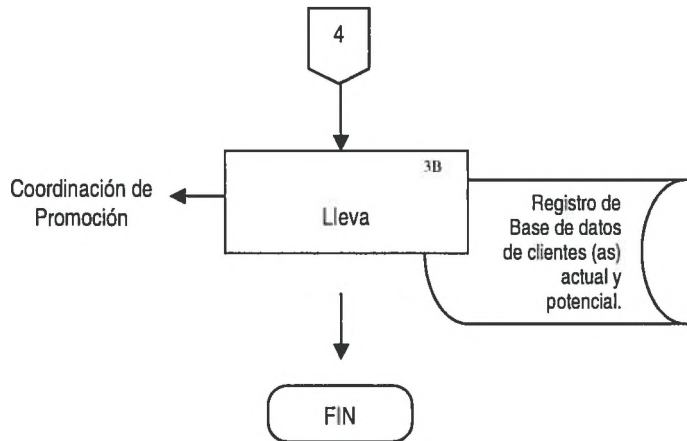 4
3B
Coordinación de
Promoción
Lleva
Registro de
Base de datos
de clientes (as)
actual y
potencial.
FIN